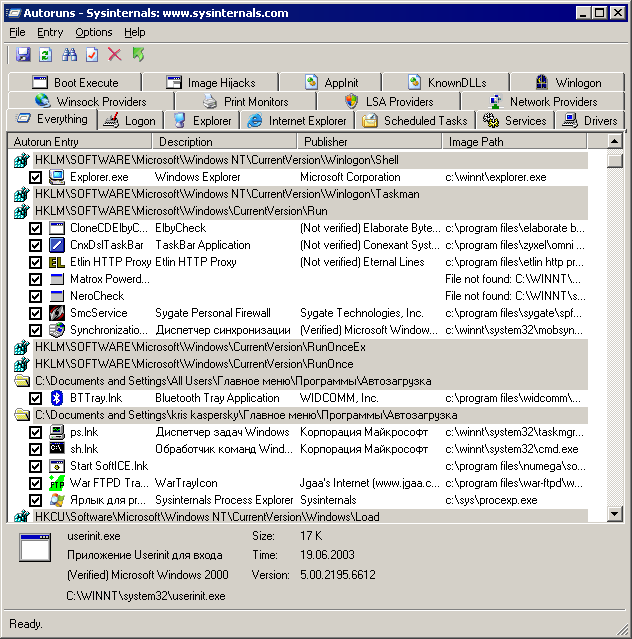 Autoruns - Sysinternals: www.sysinternals.com
File Entry Options Help
Boot Execute Image Hijacks AppInit KnownDLLs Winlogon
Winsock Providers Print Monitors LSA Providers Network Providers
Everything Logon Explorer Internet Explorer Scheduled Tasks Services Drivers
Autorun Entry Description Publisher Image Path
HKLM\SOFTWARE\Microsoft\Windows NT\CurrentVersion\Winlogon\Shell
Explorer.exe Windows Explorer Microsoft Corporation c:\winnt\explorer.exe
HKLM\SOFTWARE\Microsoft\Windows NT\CurrentVersion\Winlogon\Taskman
HKLM\SOFTWARE\Microsoft\Windows\CurrentVersion\Run
CloneCDElbyC... ElbyCheck (Not verified) Elaborate Byte... c:\program files\elaborate b...
CnxDslTaskBar TaskBar Application (Not verified) Conexant Syst... c:\program files\zyxel\omni ...
EL Etlin HTTP Proxy Etlin HTTP Proxy (Not verified) Eternal Lines c:\program files\etlin http pr...
Matrox Powerd... File not found: C:\WINNT\...
NeroCheck File not found: C:\WINNT\s...
SmcService Sygate Personal Firewall Sygate Technologies, Inc. c:\program files\sygate\spf...
Synchronizatio... Диспетчер синхронизации (Verified) Microsoft Window... c:\winnt\system32\mobsyn...
HKLM\SOFTWARE\Microsoft\Windows\CurrentVersion\RunOnceEx
HKLM\SOFTWARE\Microsoft\Windows\CurrentVersion\RunOnce
C:\Documents and Settings\All Users\Главное меню\Программы\Автозагрузка
BTTray.lnk Bluetooth Tray Application WIDCOMM, Inc. c:\program files\widcomm\...
C:\Documents and Settings\kris kaspersky\Главное меню\Программы\Автозагрузка
ps.lnk Диспетчер задач Windows Корпорация Майкрософт c:\winnt\system32\taskmgr...
sh.lnk Обработчик команд Wind... Корпорация Майкрософт c:\winnt\system32\cmd.exe
Start SoftICE.lnk c:\program files\numega\so...
FTP War FTPD Tra... WarTrayIcon Jgaa's Internet (www.jgaa.c... c:\program files\war-ftpd\w...
Ярлык для pr... Sysinternals Process Explorer Sysinternals c:\sys\procexp.exe
HKCU\Software\Microsoft\Windows NT\CurrentVersion\Windows\Load
userinit.exe Size: 17 K
Приложение Userinit для входа Time: 19.06.2003
(Verified) Microsoft Windows 2000 Version: 5.00.2195.6612
C:\WINNT\system32\userinit.exe
Ready.